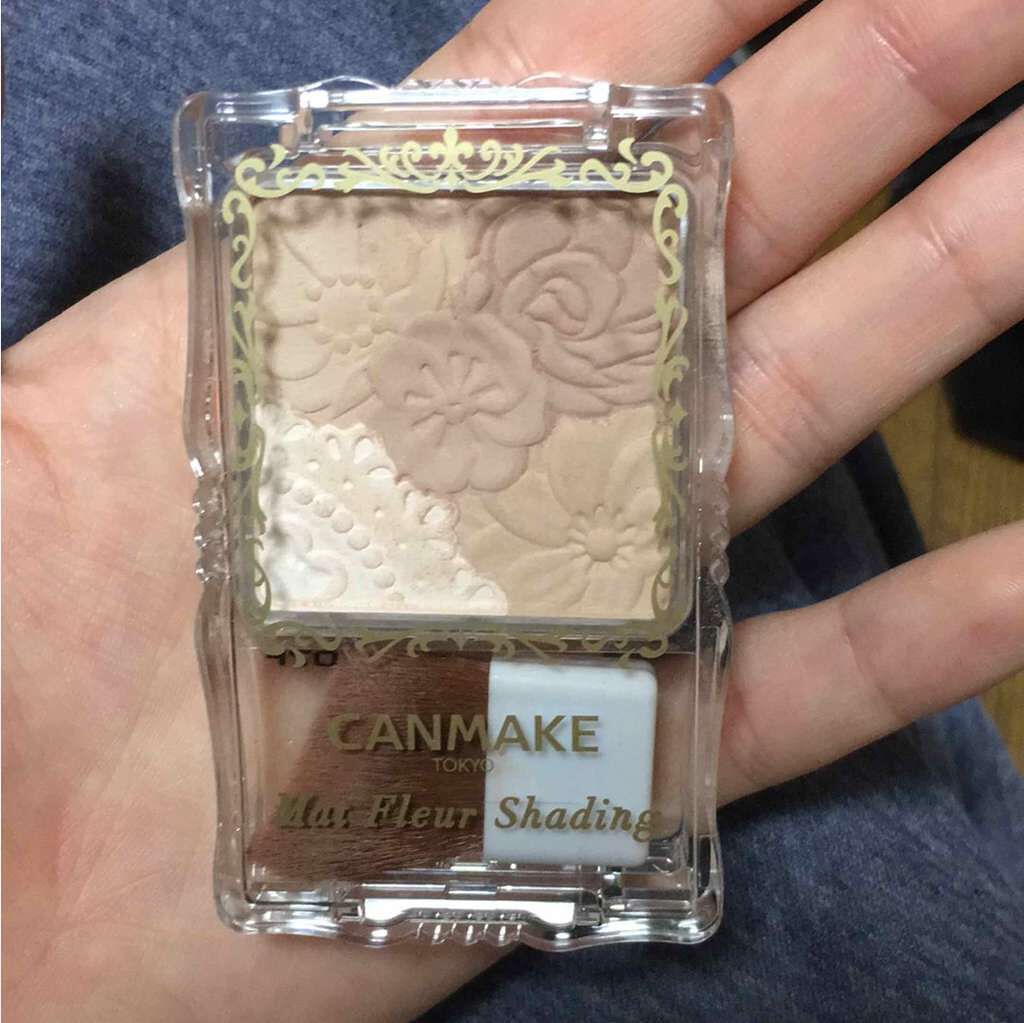 CANMAKE
TOKYO
Mat Fleur Shading